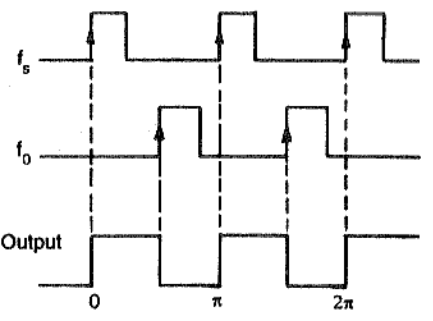 fs
f0
Output
0 π 2π